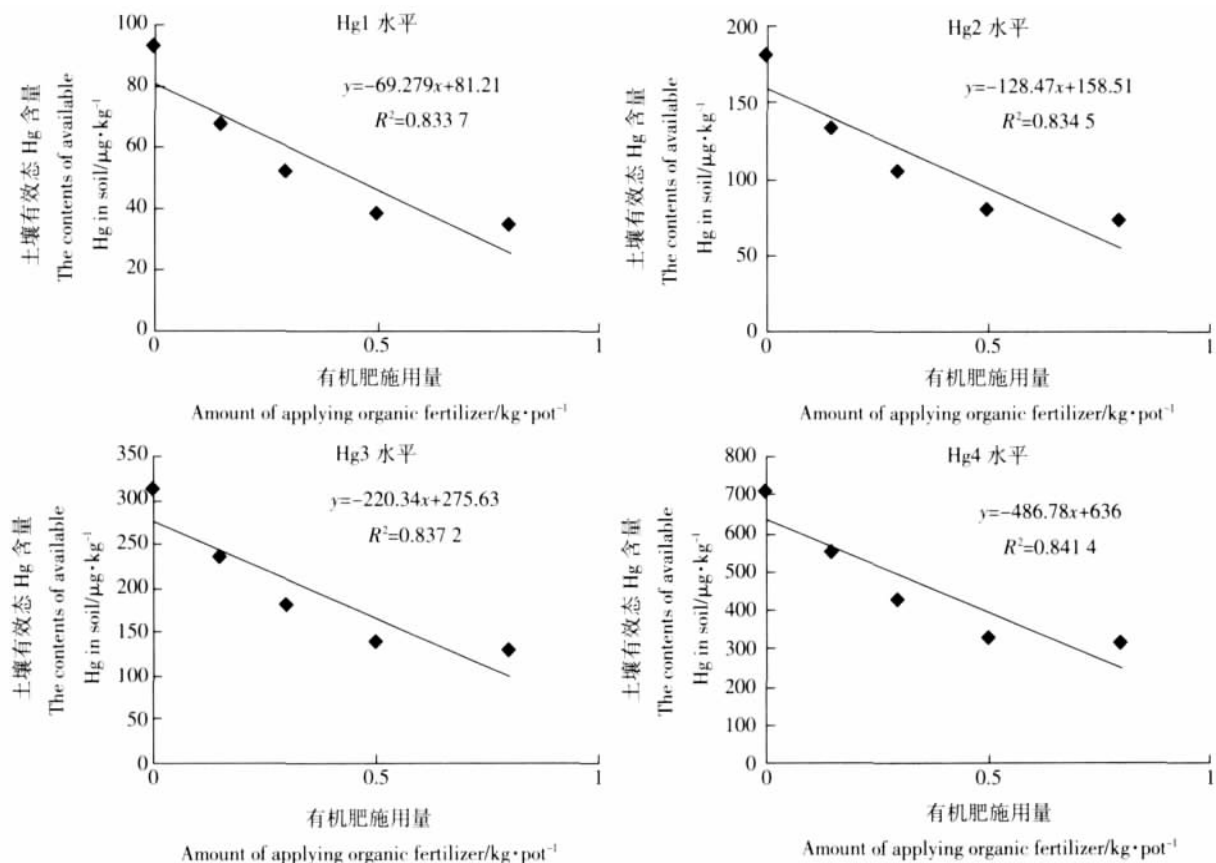 Hg1 水平
y=-69.279x+81.21
R²=0.833 7
土壤有效态 Hg 含量
The contents of available
Hg in soil/μg·kg⁻¹
100
80
60
40
20
0
0
0.5
1
有机肥施用量
Amount of applying organic fertilizer/kg·pot⁻¹
Hg2 水平
y=-128.47x+158.51
R²=0.834 5
土壤有效态 Hg 含量
The contents of available
Hg in soil/μg·kg⁻¹
200
150
100
50
0
0
0.5
1
有机肥施用量
Amount of applying organic fertilizer/kg·pot⁻¹
Hg3 水平
y=-220.34x+275.63
R²=0.837 2
土壤有效态 Hg 含量
The contents of available
Hg in soil/μg·kg⁻¹
350
300
250
200
150
100
50
0
0
0.5
1
有机肥施用量
Amount of applying organic fertilizer/kg·pot⁻¹
Hg4 水平
y=-486.78x+636
R²=0.841 4
土壤有效态 Hg 含量
The contents of available
Hg in soil/μg·kg⁻¹
800
700
600
500
400
300
200
100
0
0
0.5
1
有机肥施用量
Amount of applying organic fertilizer/kg·pot⁻¹